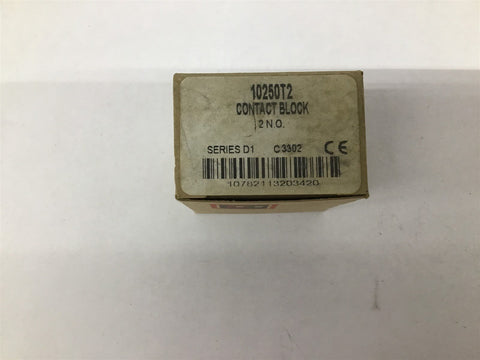 10250T2
CONTACT BLOCK
2 N.O.
SERIES D1 C3302 CE
10782113203420